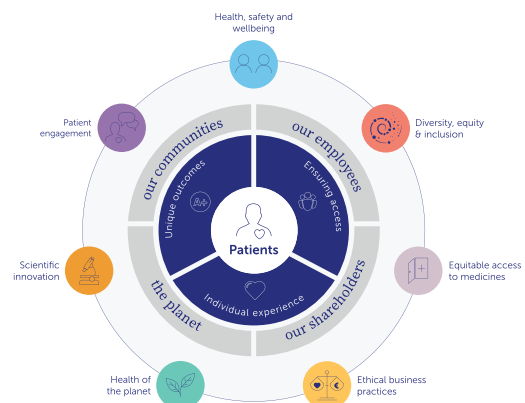 Health, safety and
wellbeing
Patient
engagement
Diversity, equity
& inclusion
our communities
our employees
Unique outcomes
A+
Ensuring access
Patients
Individual experience
the planet
our shareholders
Scientific
innovation
Equitable access
to medicines
Health of
the planet
Ethical business
practices